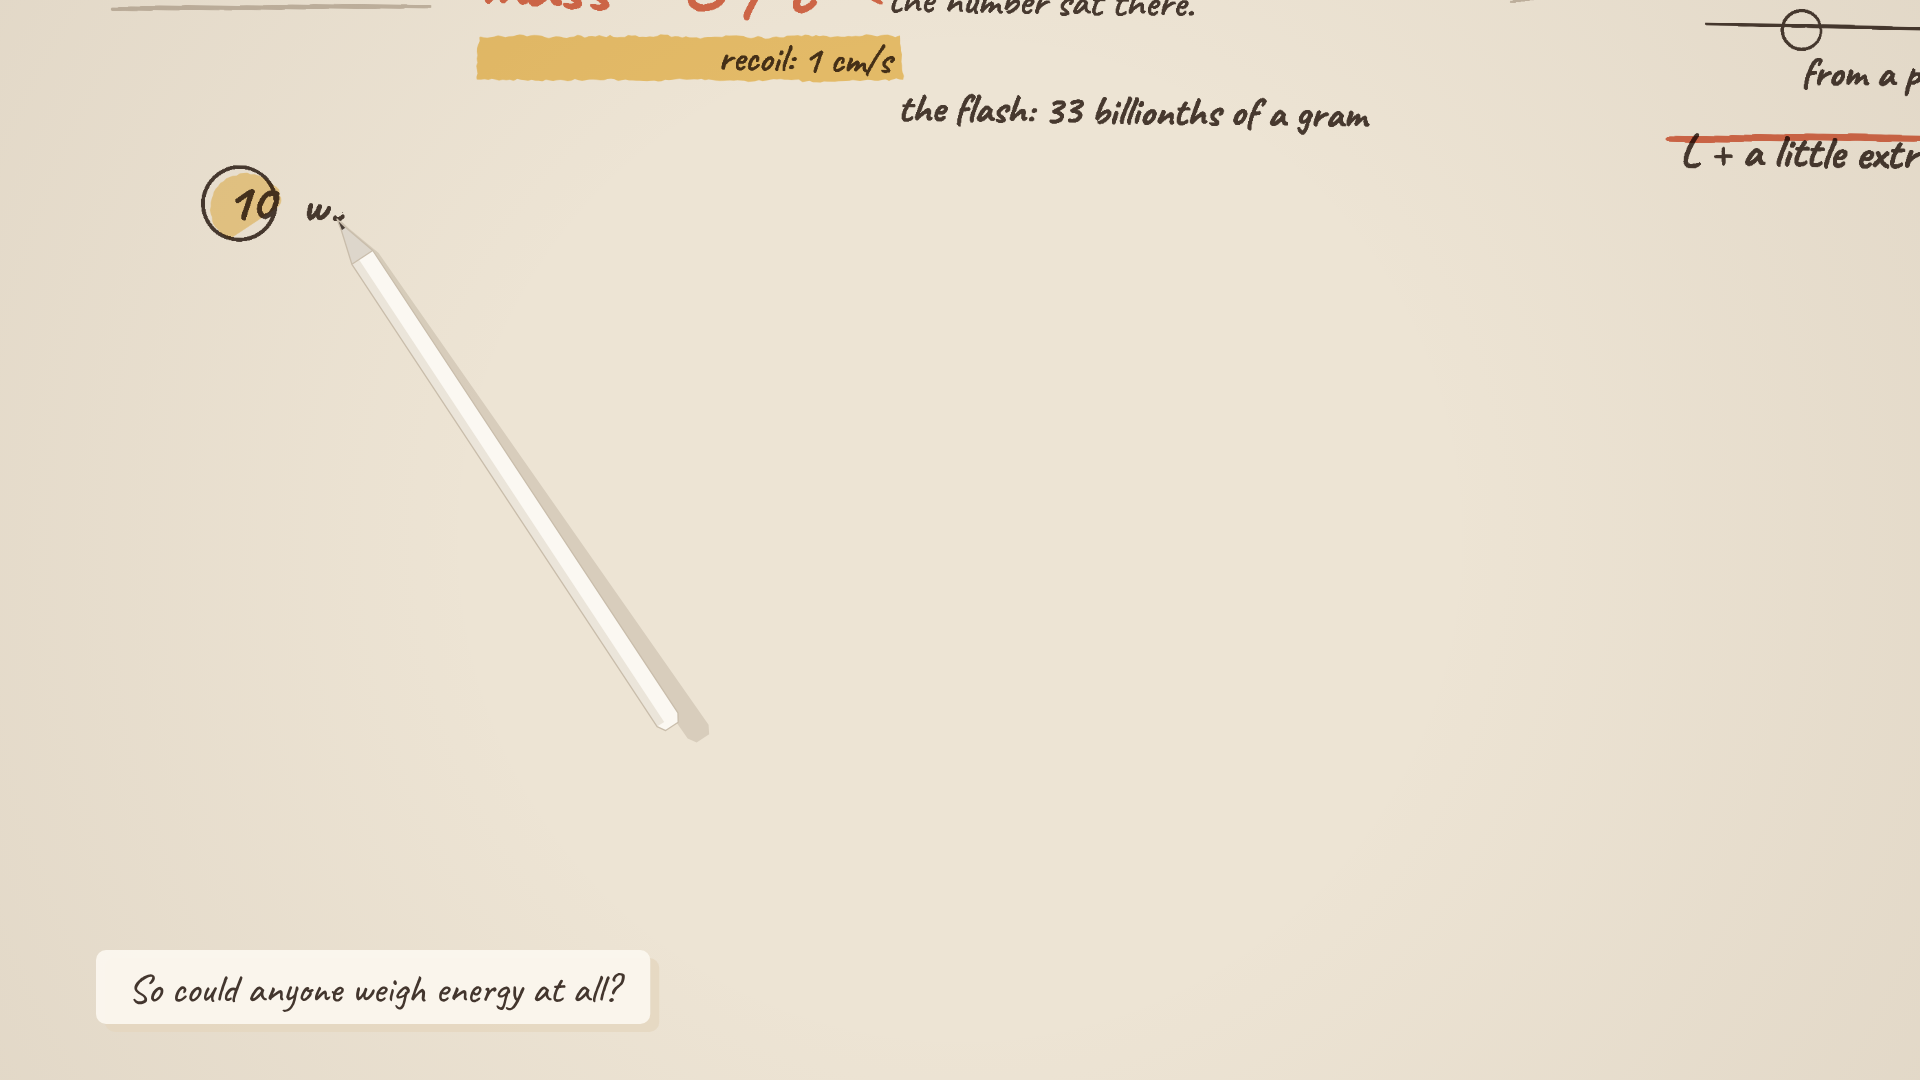 mass
the number sat there.
recoil: 1 cm/s
from a
the flash: 33 billionths of a gram
L + a little
10 w
So could anyone weigh energy at all?